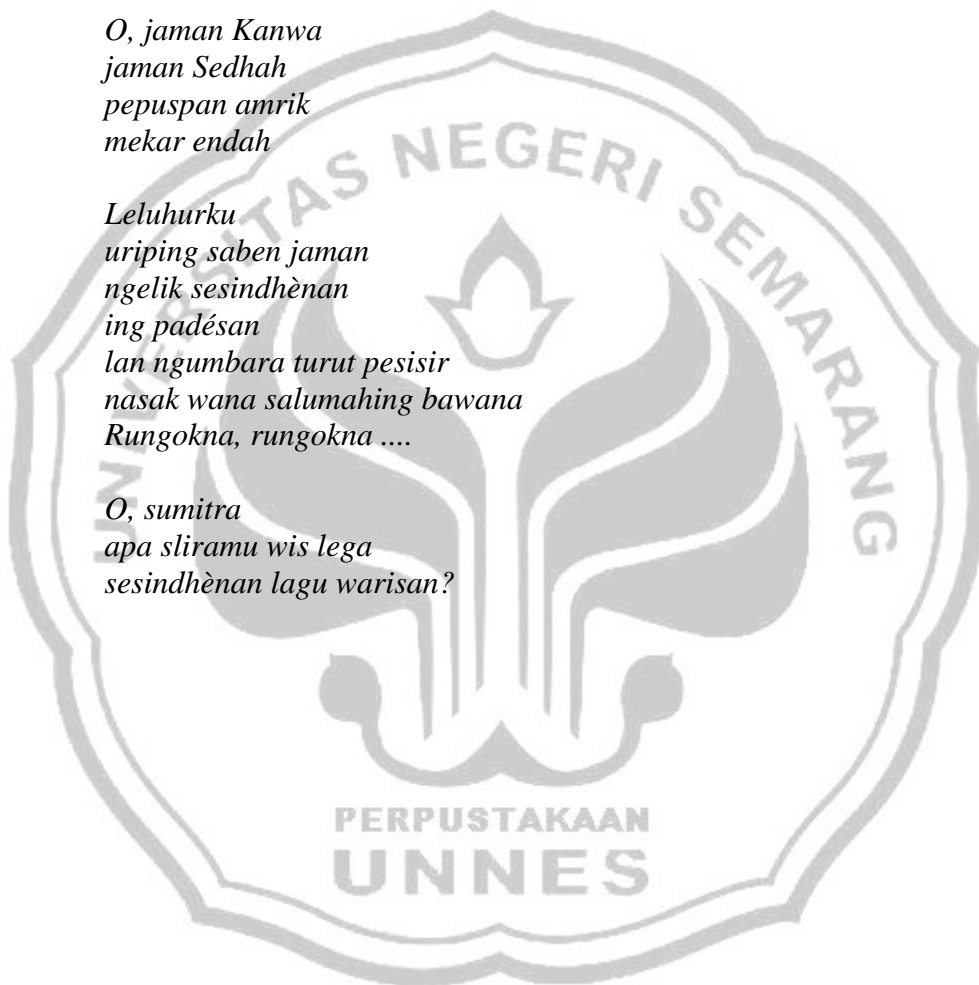 O, jaman Kanwa
jaman Sedhah
pepuspan amrik
mekar endah
Leluhurku
uriping saben jaman
ngelik sesindhènan
ing padésan
lan ngumbara turut pesisir
nasak wana salumahing bawana
Rungokna, rungokna ....
O, sumitra
apa sliramu wis lega
sesindhènan lagu warisan?
UNIVERSITAS NEGERI SEMARANG
PERPUSTAKAAN
UNNES